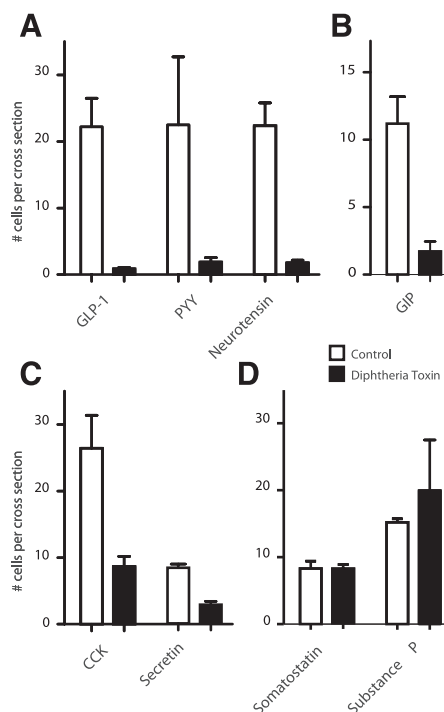 A
B
# cells per cross section
30
20
10
0
GLP-1
PYY
Neurotensin
15
10
5
0
GIP
Control
Diphtheria Toxin
C
D
# cells per cross section
30
20
10
0
CCK
Secretin
30
20
10
0
Somatostatin
Substance P